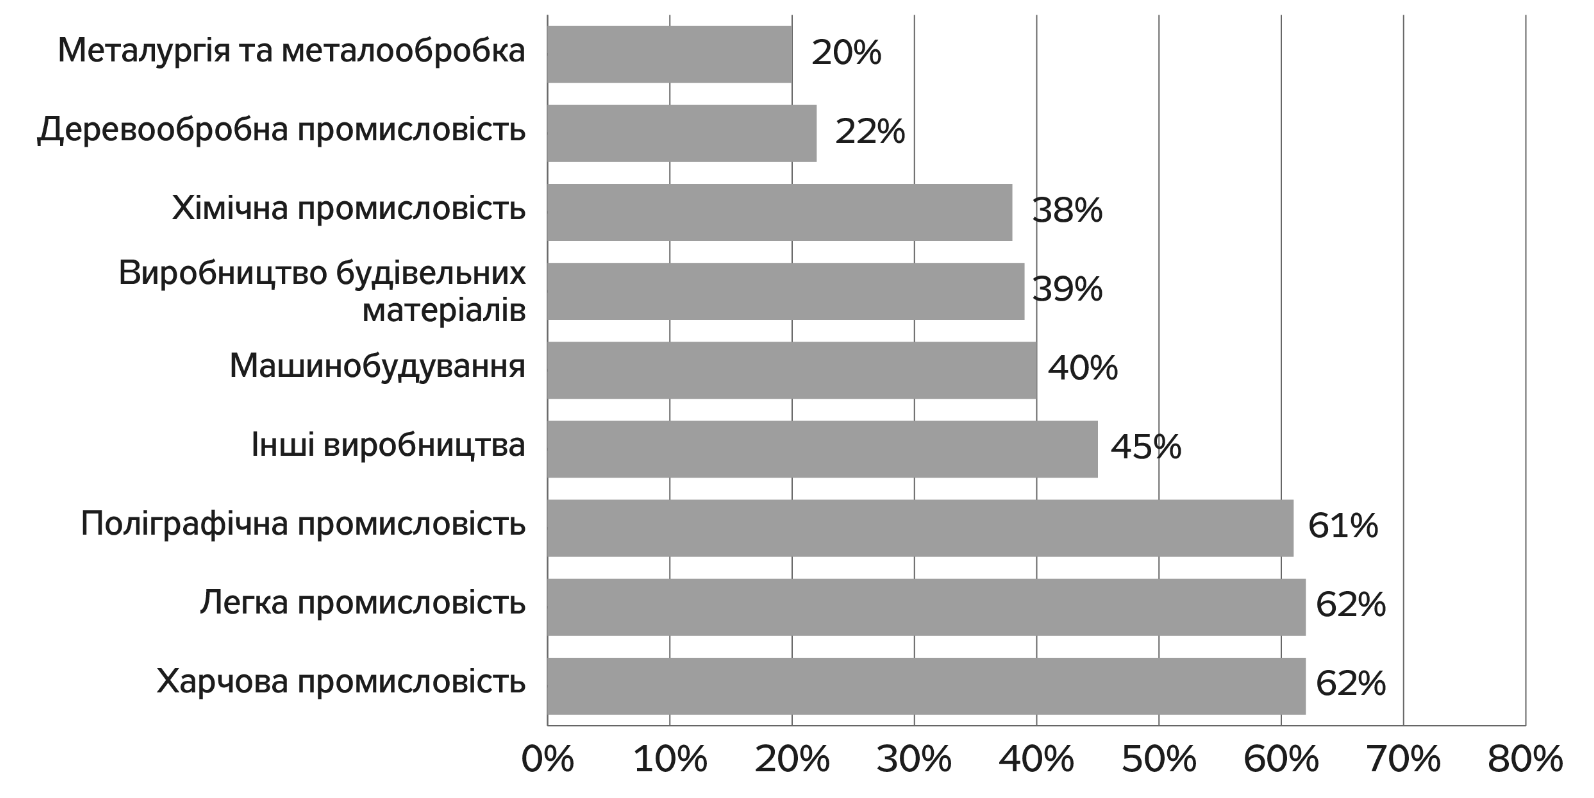 Металургія та металообробка 20%
Деревообробна промисловість 22%
Хімічна промисловість 38%
Виробництво будівельних
матеріалів 39%
Машинобудування 40%
Інші виробництва 45%
Поліграфічна промисловість 61%
Легка промисловість 62%
Харчова промисловість 62%
0% 10% 20% 30% 40% 50% 60% 70% 80%